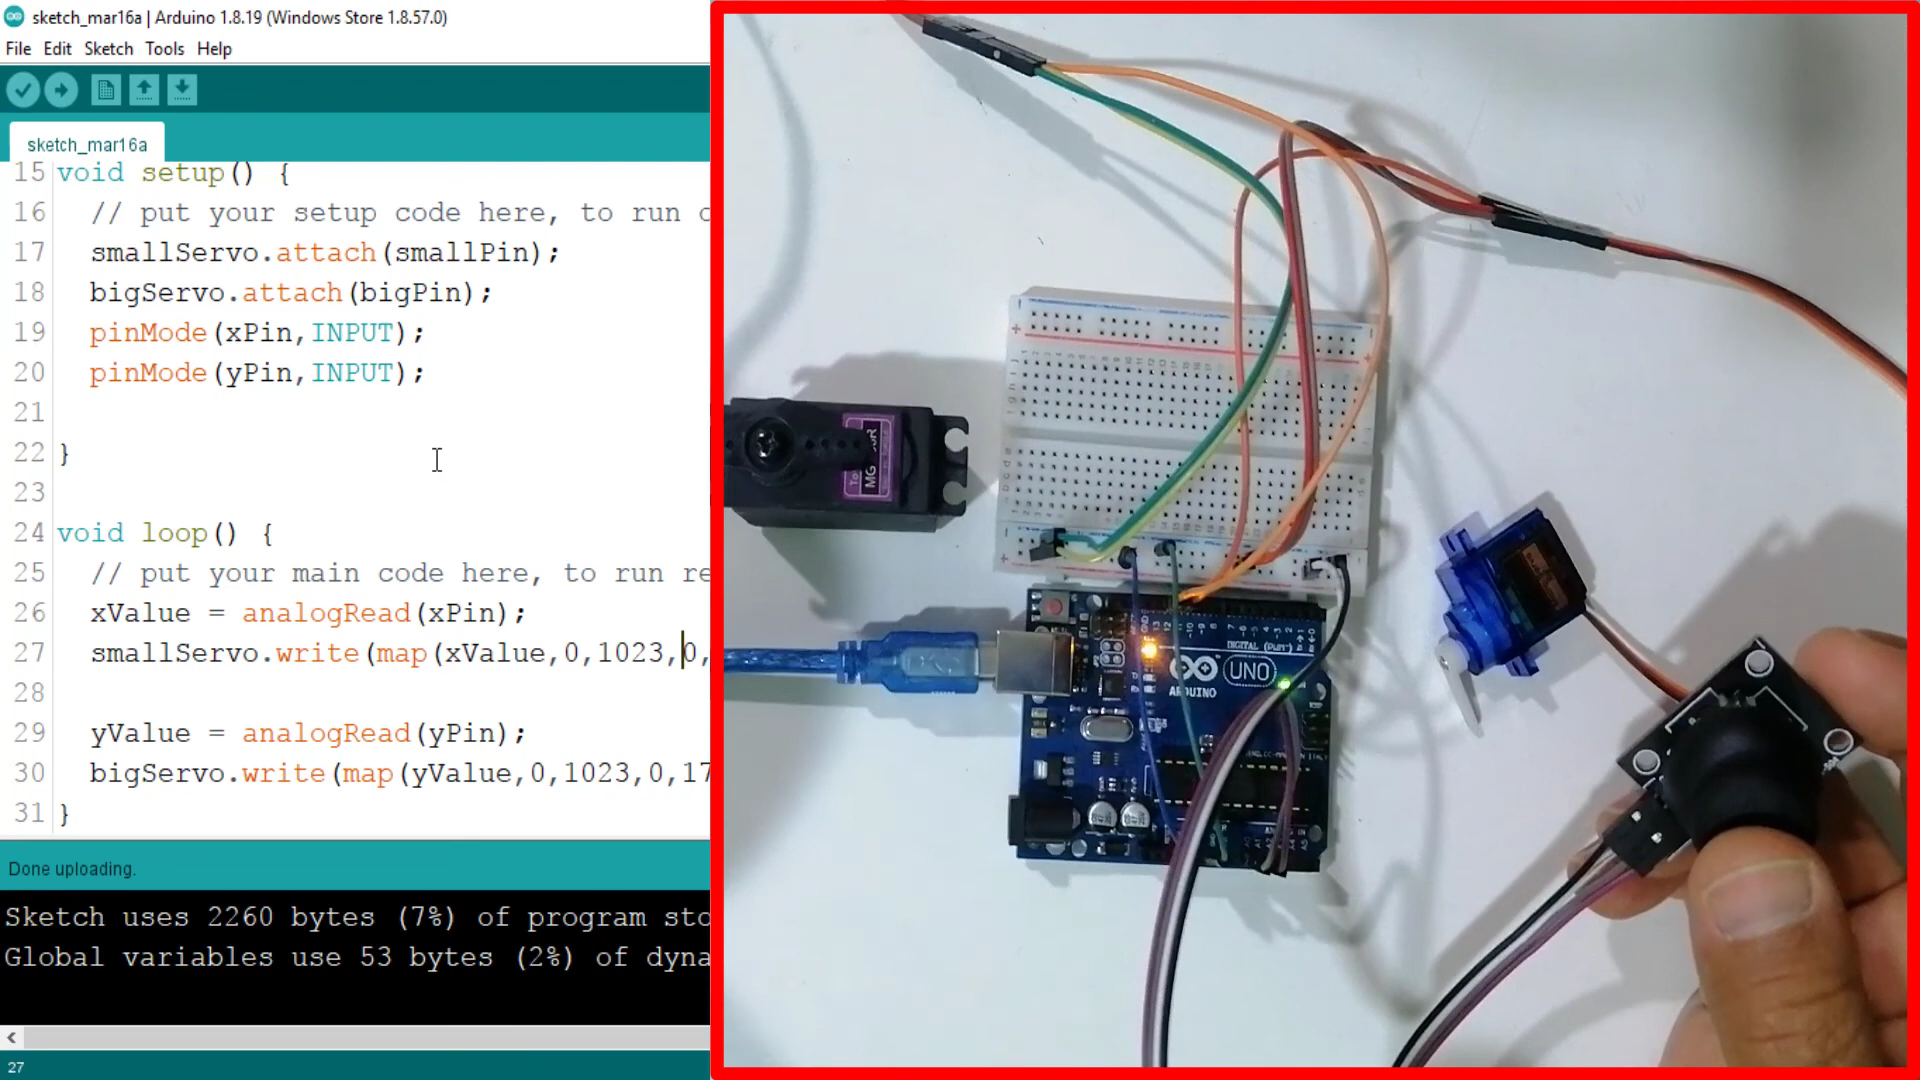 sketch_mar16a | Arduino 1.8.19 (Windows Store 1.8.57.0)
File Edit Sketch Tools Help
sketch_mar16a
15 void setup() {
16 // put your setup code here, to run o
17 smallServo.attach(smallPin);
18 bigServo.attach(bigPin);
19 pinMode(xPin,INPUT);
20 pinMode(yPin,INPUT);
21
22 }
23
24 void loop() {
25 // put your main code here, to run re
26 xValue = analogRead(xPin);
27 smallServo.write(map(xValue,0,1023,0,
28
29 yValue = analogRead(yPin);
30 bigServo.write(map(yValue,0,1023,0,17
31 }
Done uploading.
Sketch uses 2260 bytes (7%) of program sto
Global variables use 53 bytes (2%) of dyna
27
MG
DIGITAL
UNO
ARDUINO